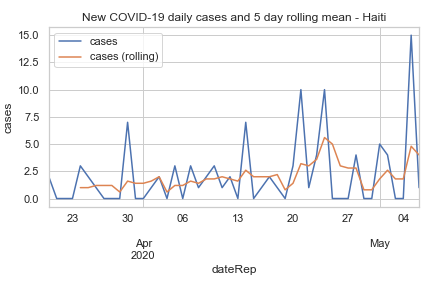 New COVID-19 daily cases and 5 day rolling mean - Haiti
cases
cases (rolling)
15.0
12.5
10.0
7.5
5.0
2.5
0.0
cases
23
30
06
13
20
27
04
Apr
2020
May
dateRep